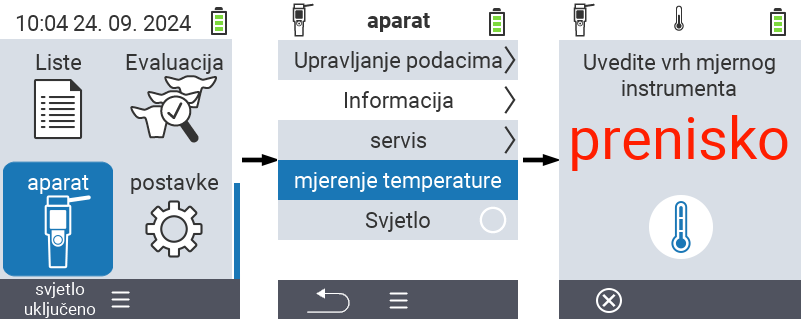 10:04 24. 09. 2024
Liste
Evaluacija
aparat
postavke
svjetlo
uključeno
aparat
Upravljanje podacima
Informacija
servis
mjerenje temperature
Svjetlo
Uvedite vrh mjernog
instrumenta
prenisko